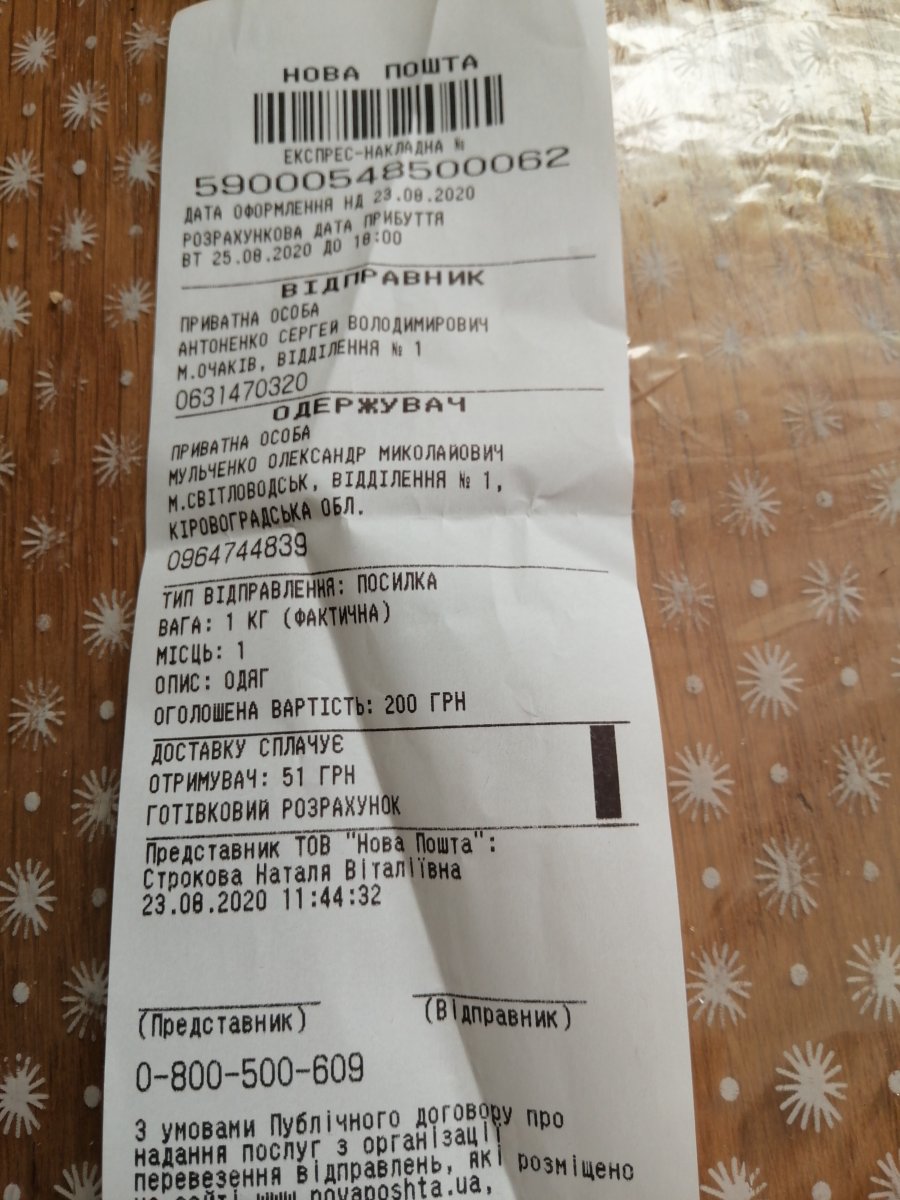 НОВА ПОШТА
ЕКСПРЕС-НАКЛАДНА №
59000548500062
ДАТА ОФОРМЛЕННЯ НД 23.08.2020
РОЗРАХУНКОВА ДАТА ПРИБУТТЯ
ВТ 25.08.2020 ДО 18:00
ВІДПРАВНИК
ПРИВАТНА ОСОБА
АНТОНЕНКО СЕРГЕЙ ВОЛОДИМИРОВИЧ
М.ОЧАКІВ, ВІДДІЛЕННЯ № 1
0631470320
ОДЕРЖУВАЧ
ПРИВАТНА ОСОБА
МУЛЬЧЕНКО ОЛЕКСАНДР МИКОЛАЙОВИЧ
М.СВІТЛОВОДСЬК, ВІДДІЛЕННЯ № 1,
КІРОВОГРАДСЬКА ОБЛ.
0964744839
ТИП ВІДПРАВЛЕННЯ: ПОСИЛКА
ВАГА: 1 КГ (ФАКТИЧНА)
МІСЦЬ: 1
ОПИС: ОДЯГ
ОГОЛОШЕНА ВАРТІСТЬ: 200 ГРН
ДОСТАВКУ СПЛАЧУЄ
ОТРИМУВАЧ: 51 ГРН
ГОТІВКОВИЙ РОЗРАХУНОК
Представник ТОВ "Нова Пошта":
Строкова Наталя Віталіївна
23.08.2020 11:44:32
(Представник) (Відправник)
0-800-500-609
З умовами Публічного договору про
надання послуг з організації
перевезення відправлень, які розміщено
на сайті www.novaposhta.ua,